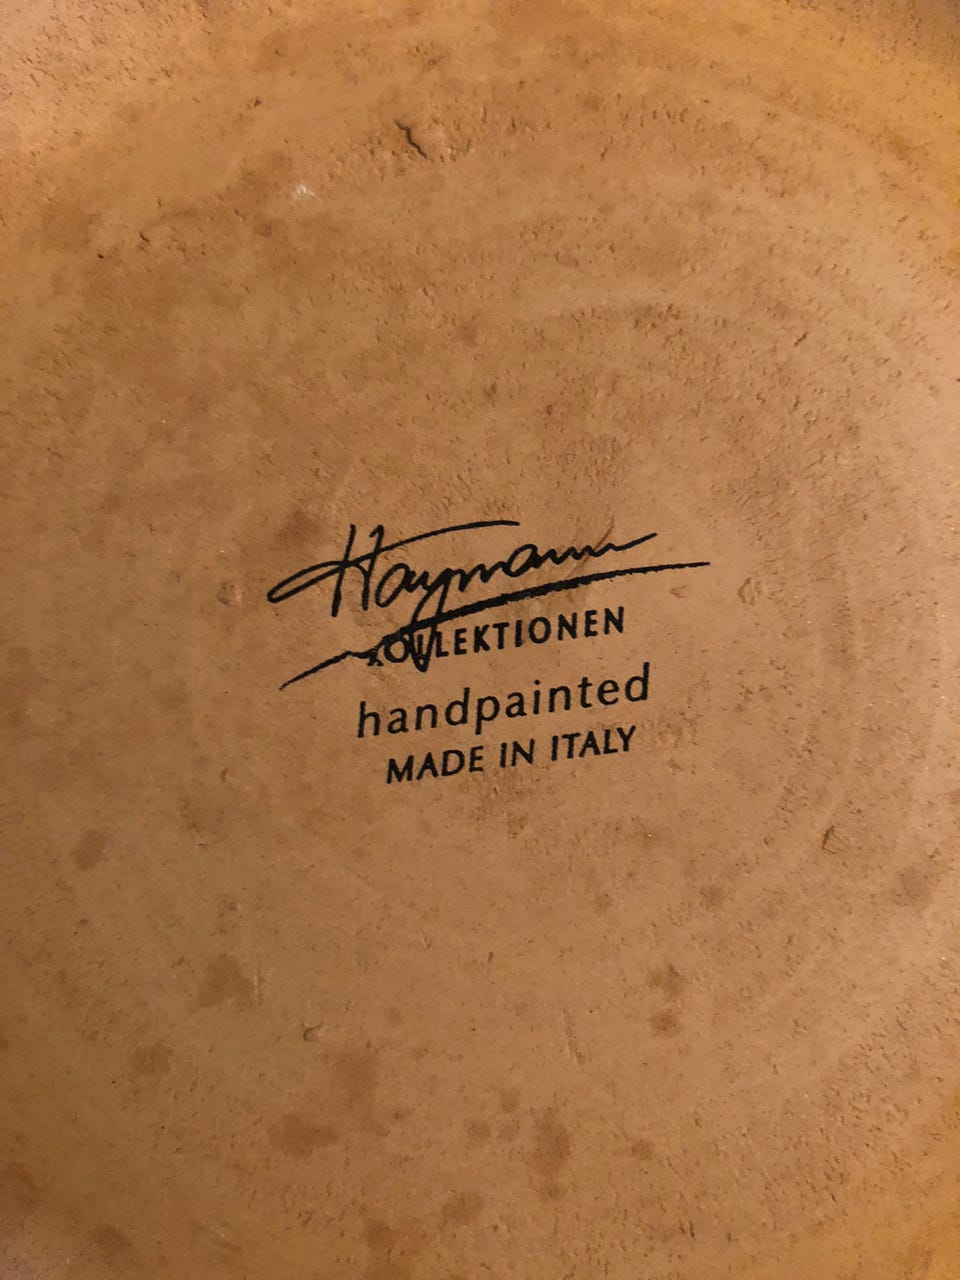 Haymann
KOLLEKTIONEN
handpainted
MADE IN ITALY